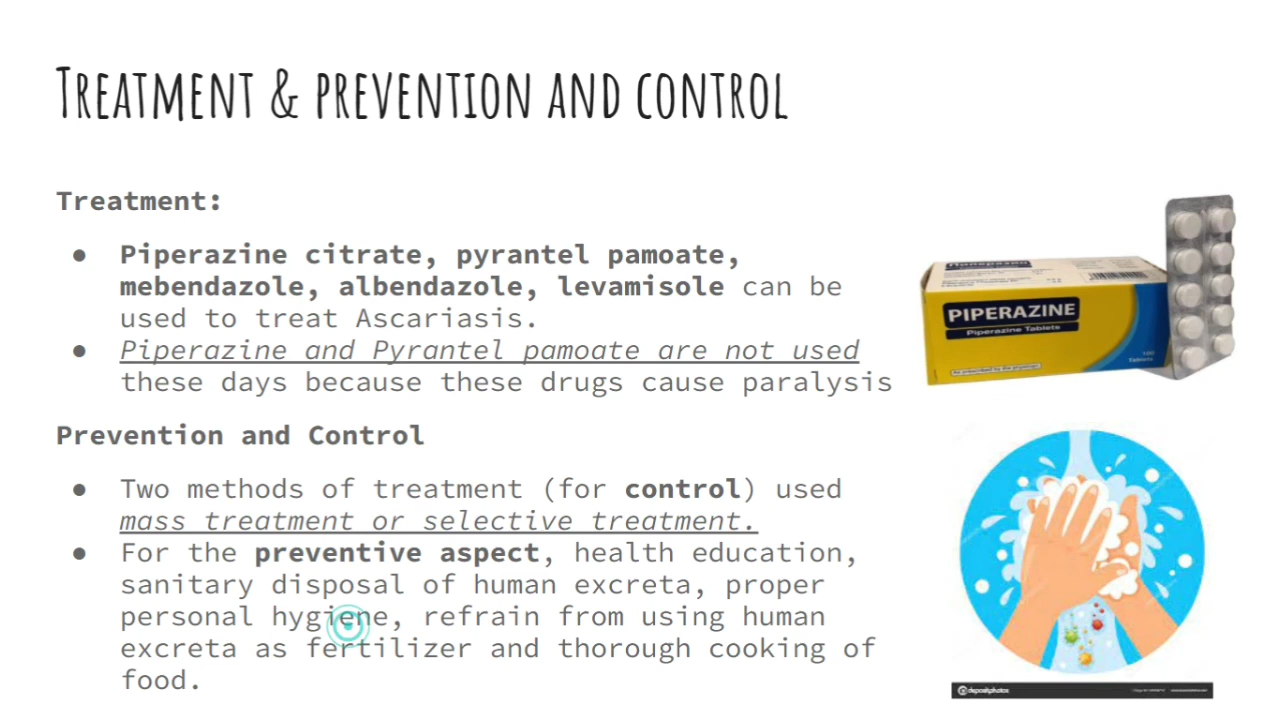 TREATMENT & PREVENTION AND CONTROL
Treatment:
● Piperazine citrate, pyrantel pamoate,
mebendazole, albendazole, levamisole can be
used to treat Ascariasis.
● Piperazine and Pyrantel pamoate are not used
these days because these drugs cause paralysis
PIPERAZINE
Piperazine Tablets
100
Tablets
Prevention and Control
● Two methods of treatment (for control) used
mass treatment or selective treatment.
● For the preventive aspect, health education,
sanitary disposal of human excreta, proper
personal hygiene, refrain from using human
excreta as fertilizer and thorough cooking of
food.
depositphotos